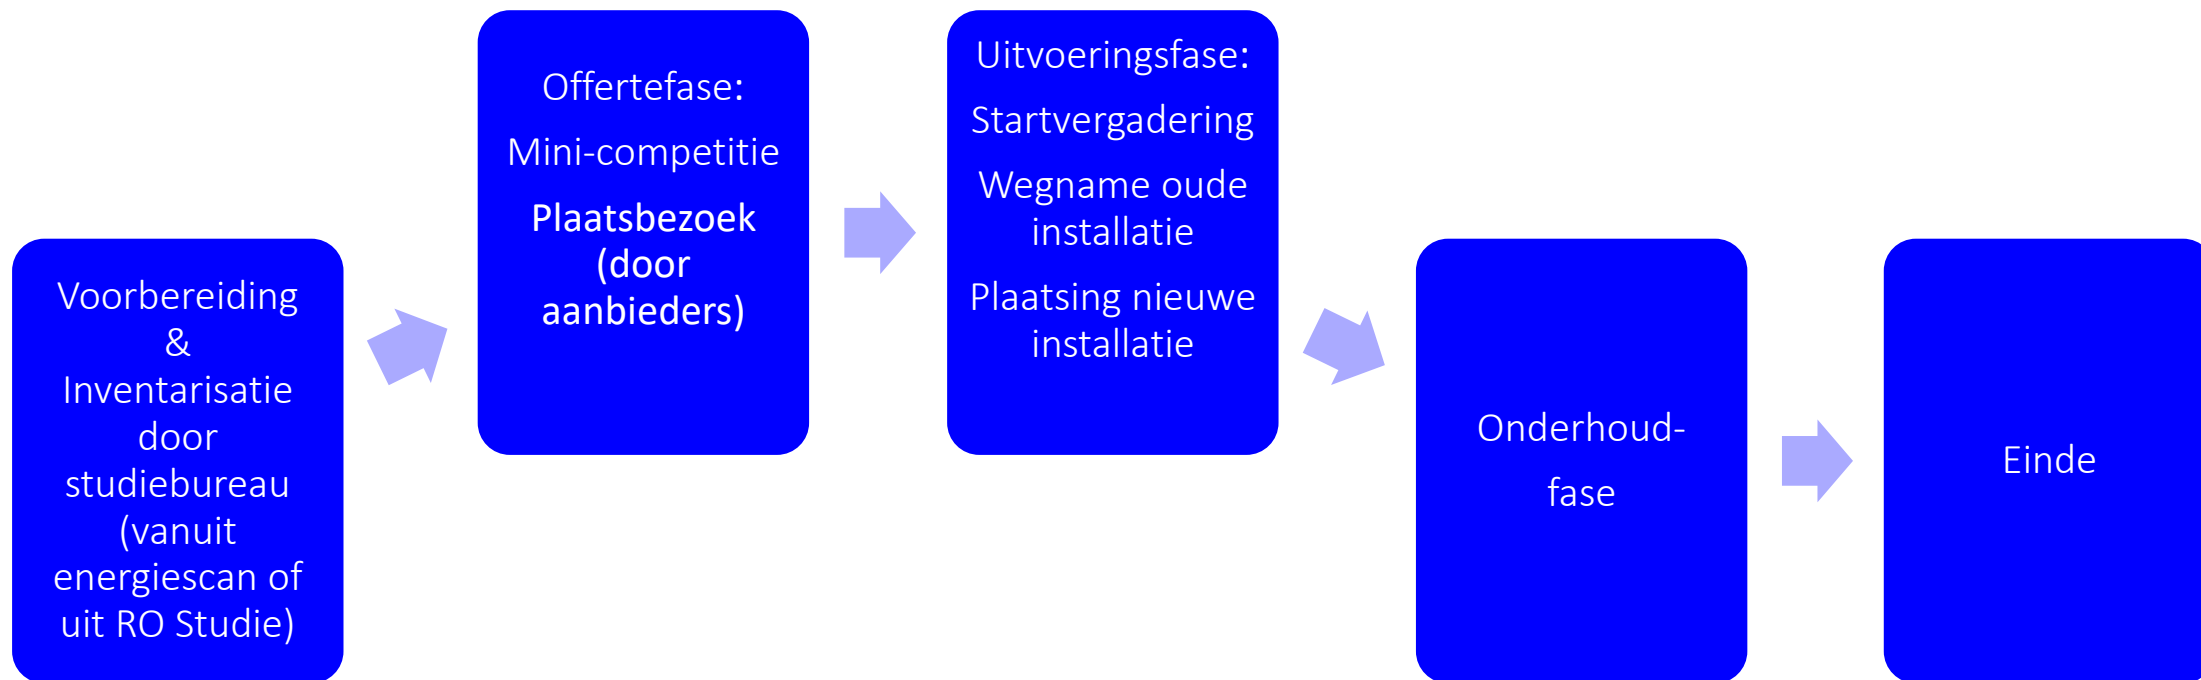 Voorbereiding
&
Inventarisatie
door
studiebureau
(vanuit
energiescan of
uit RO Studie)
Offertefase:
Mini-competitie
Plaatsbezoek
(door
aanbieders)
Uitvoeringsfase:
Startvergadering
Wegname oude
installatie
Plaatsing nieuwe
installatie
Onderhoud-
fase
Einde